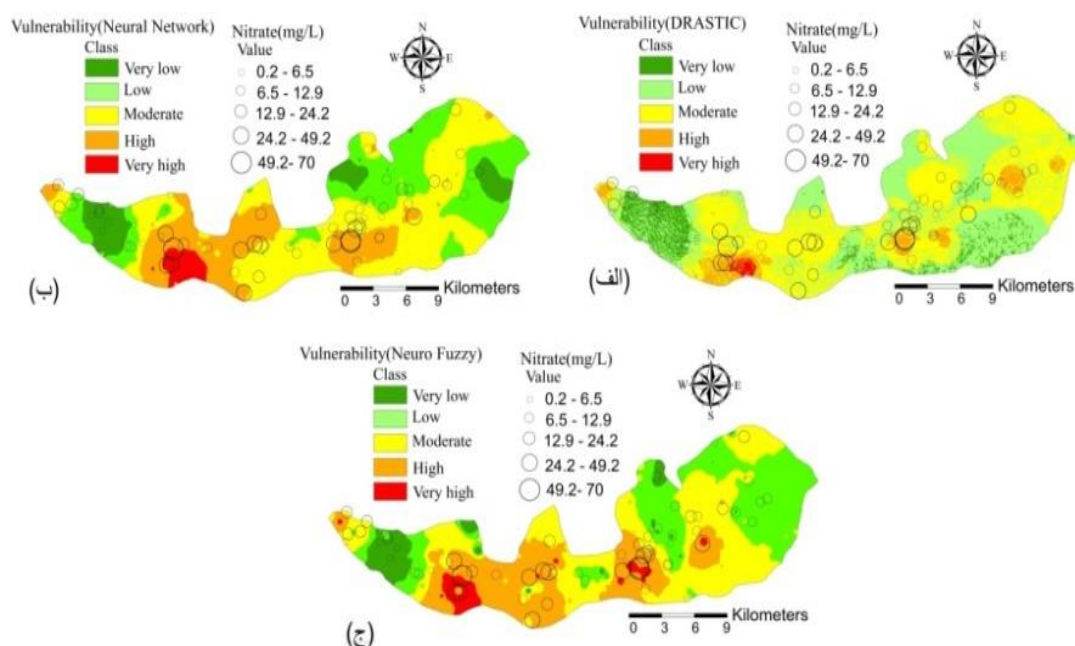 Vulnerability(Neural Network)
Class
Very low
Low
Moderate
High
Very high
Nitrate(mg/L)
Value
0.2 - 6.5
6.5 - 12.9
12.9 - 24.2
24.2 - 49.2
49.2- 70
N
W E
S
0 3 6 9 Kilometers
(ب)
Vulnerability(DRASTIC)
Class
Very low
Low
Moderate
High
Very high
Nitrate(mg/L)
Value
0.2 - 6.5
6.5 - 12.9
12.9 - 24.2
24.2 - 49.2
49.2- 70
N
W E
S
0 3 6 9 Kilometers
(الف)
Vulnerability(Neuro Fuzzy)
Class
Very low
Low
Moderate
High
Very high
Nitrate(mg/L)
Value
0.2 - 6.5
6.5 - 12.9
12.9 - 24.2
24.2 - 49.2
49.2- 70
N
W E
S
0 3 6 9 Kilometers
(ج)